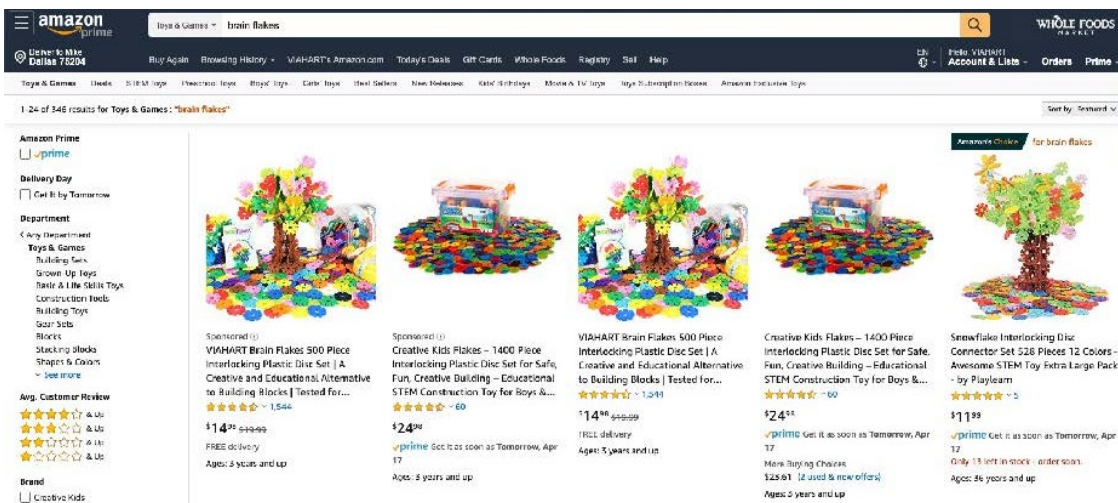 amazon
prime
Toys & Games
brain flakes
WHOLE FOODS
MARKET
Deliver to Mike
Dallas 75204
Buy Again Browsing History VIAHART's Amazon.com Today's Deals Gift Cards Whole Foods Registry Sell Help
EN
Hello, VIAHART
Account & Lists Orders Prime
Toys & Games Deals STEM Toys Preschool Toys Boys' Toys Girls' Toys Best Sellers New Releases Kids' Birthdays Movie & TV Toys Toys Subscription Boxes Amazon Exclusive Toys
1-24 of 346 results for Toys & Games : "brain flakes"
Sort by: Featured
Amazon Prime
prime
Delivery Day
Get It by Tomorrow
Department
Any Department
Toys & Games
Building Sets
Grown-Up Toys
Basic & Life Skills Toys
Construction Tools
Building Toys
Gear Sets
Blocks
Stacking Blocks
Shapes & Colors
See more
Avg. Customer Review
& Up
& Up
& Up
& Up
Brand
Creative Kids
Sponsored
VIAHART Brain Flakes 500 Piece
Interlocking Plastic Disc Set | A
Creative and Educational Alternative
to Building Blocks | Tested for...
1,544
$14.98 $19.99
FREE delivery
Ages: 3 years and up
Sponsored
Creative Kids Flakes – 1400 Piece
Interlocking Plastic Disc Set for Safe,
Fun, Creative Building – Educational
STEM Construction Toy for Boys &...
60
$24.98
prime Get it as soon as Tomorrow, Apr
17
Ages: 3 years and up
VIAHART Brain Flakes 500 Piece
Interlocking Plastic Disc Set | A
Creative and Educational Alternative
to Building Blocks | Tested for...
1,544
$14.98 $19.99
FREE delivery
Ages: 3 years and up
Creative Kids Flakes – 1400 Piece
Interlocking Plastic Disc Set for Safe,
Fun, Creative Building – Educational
STEM Construction Toy for Boys &...
60
$24.98
prime Get it as soon as Tomorrow, Apr
17
More Buying Choices
$23.61 (2 used & new offers)
Ages: 3 years and up
Amazon's Choice for brain flakes
Snowflake Interlocking Disc
Connector Set 528 Pieces 12 Colors -
Awesome STEM Toy Extra Large Pack
- by Playlearn
5
$11.99
prime Get it as soon as Tomorrow, Apr
17
Only 13 left in stock - order soon.
Ages: 36 years and up